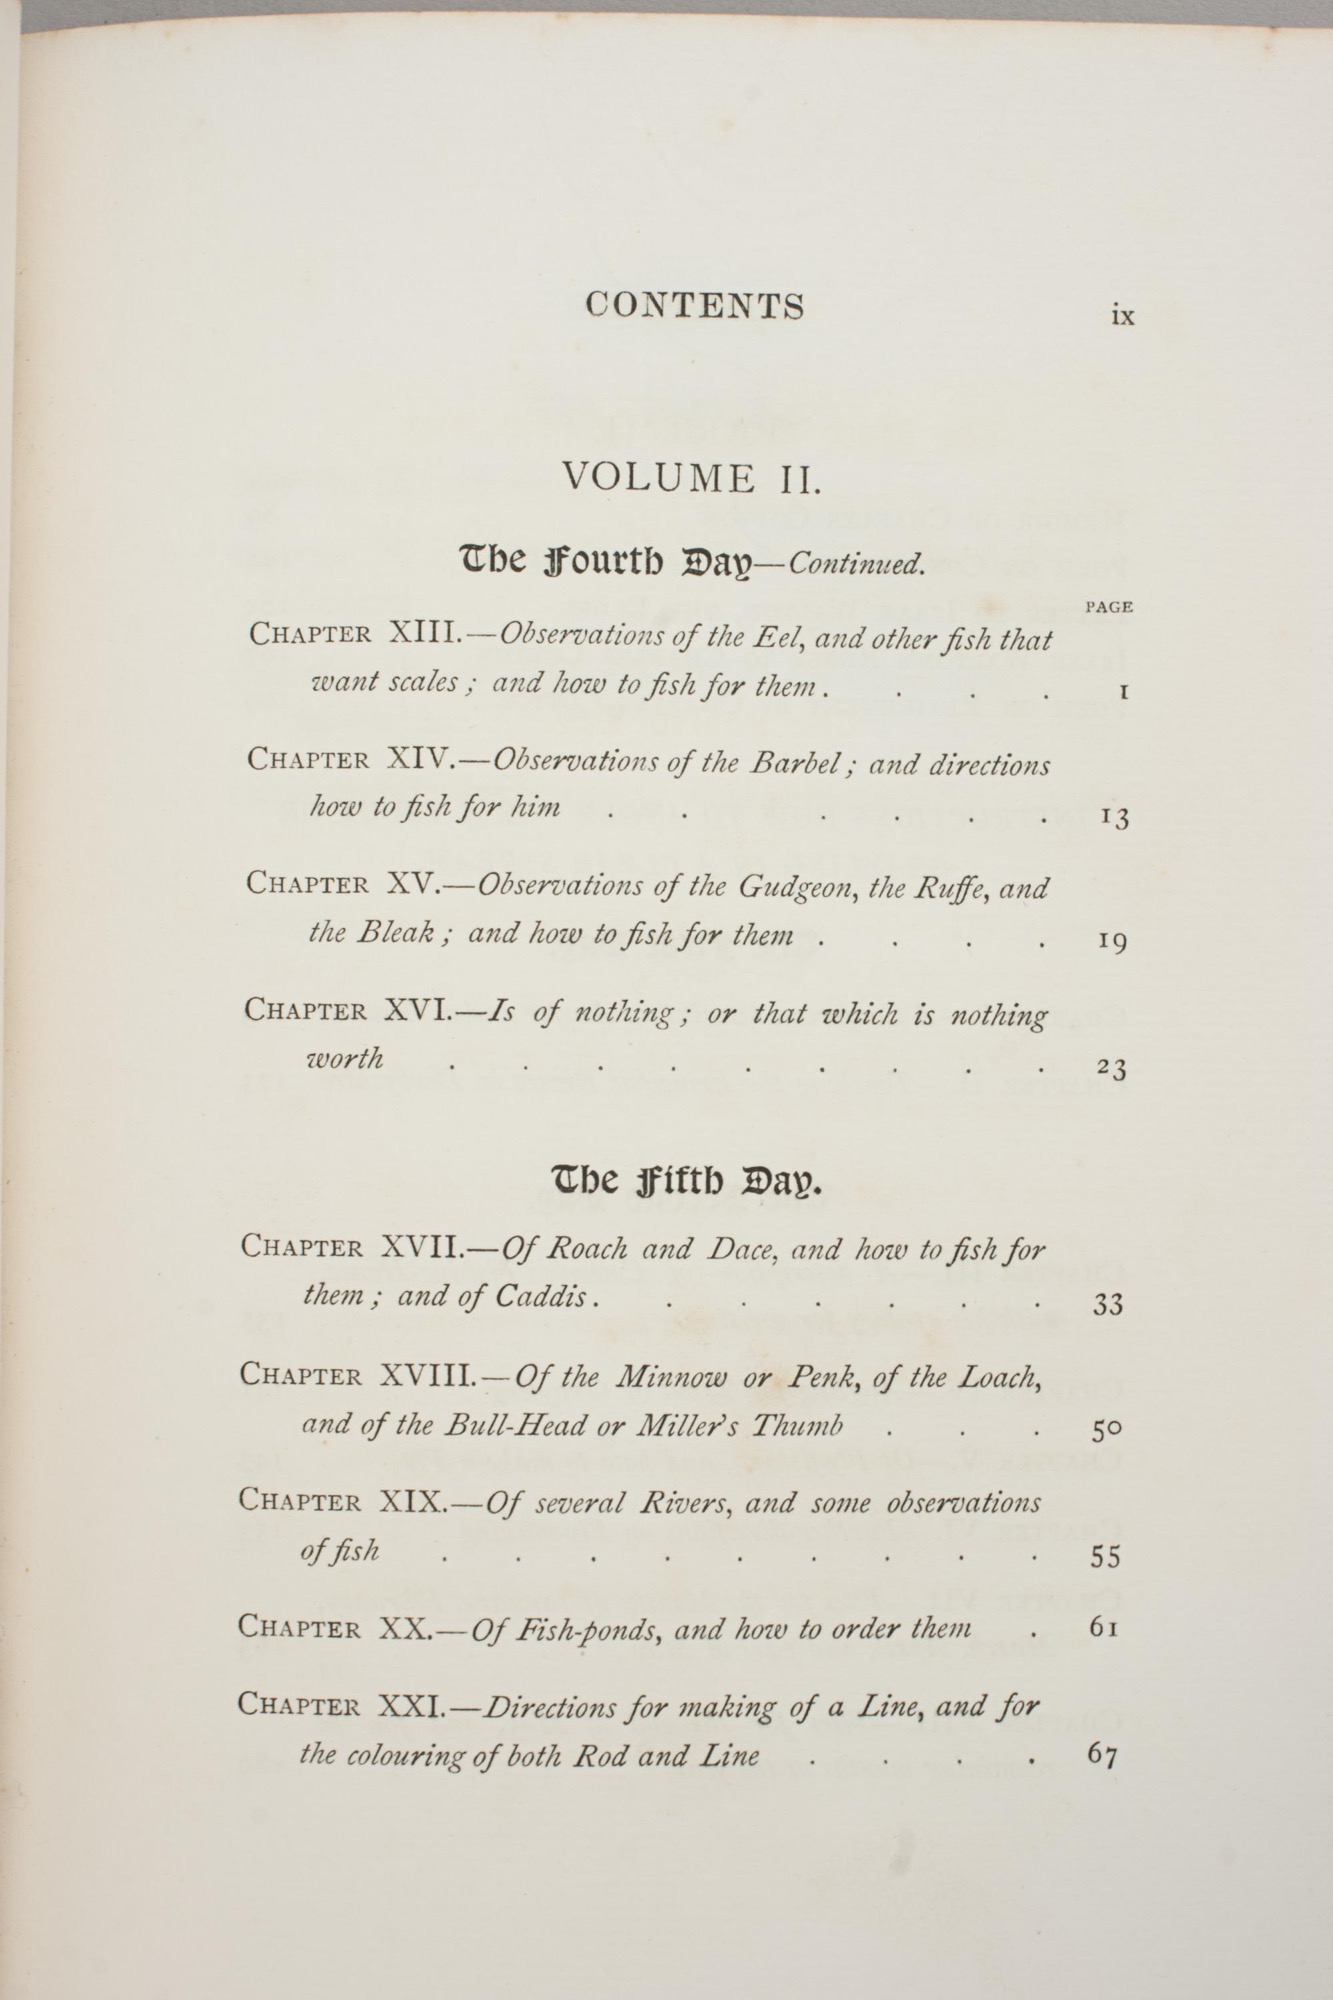 CONTENTS ix
VOLUME II.
The Fourth Day—Continued.
PAGE
CHAPTER XIII.—Observations of the Eel, and other fish that
want scales; and how to fish for them . . . . 1
CHAPTER XIV.—Observations of the Barbel; and directions
how to fish for him . . . . . . 13
CHAPTER XV.—Observations of the Gudgeon, the Ruffe, and
the Bleak; and how to fish for them . . . . 19
CHAPTER XVI.—Is of nothing; or that which is nothing
worth . . . . . . . . . 23
The Fifth Day.
CHAPTER XVII.—Of Roach and Dace, and how to fish for
them; and of Caddis . . . . . . . 33
CHAPTER XVIII.—Of the Minnow or Penk, of the Loach,
and of the Bull-Head or Miller's Thumb . . . 50
CHAPTER XIX.—Of several Rivers, and some observations
of fish . . . . . . . . . 55
CHAPTER XX.—Of Fish-ponds, and how to order them . 61
CHAPTER XXI.—Directions for making of a Line, and for
the colouring of both Rod and Line . . . . 67